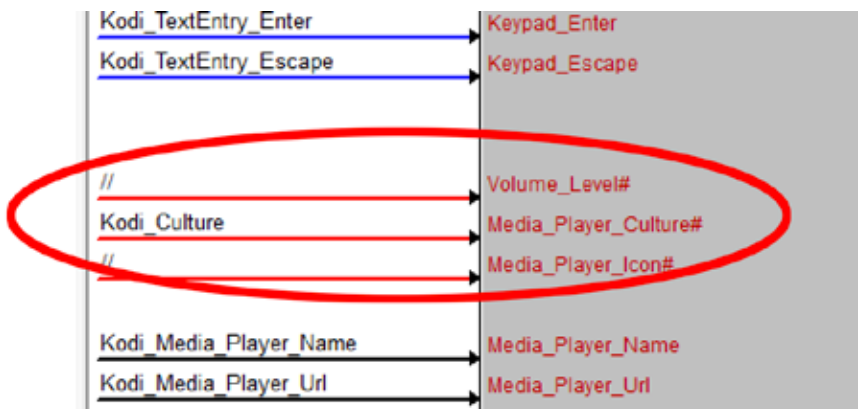 Kodi_TextEntry_Enter Keypad_Enter
Kodi_TextEntry_Escape Keypad_Escape
// Volume_Level#
Kodi_Culture Media_Player_Culture#
// Media_Player_Icon#
Kodi_Media_Player_Name Media_Player_Name
Kodi_Media_Player_Url Media_Player_Url